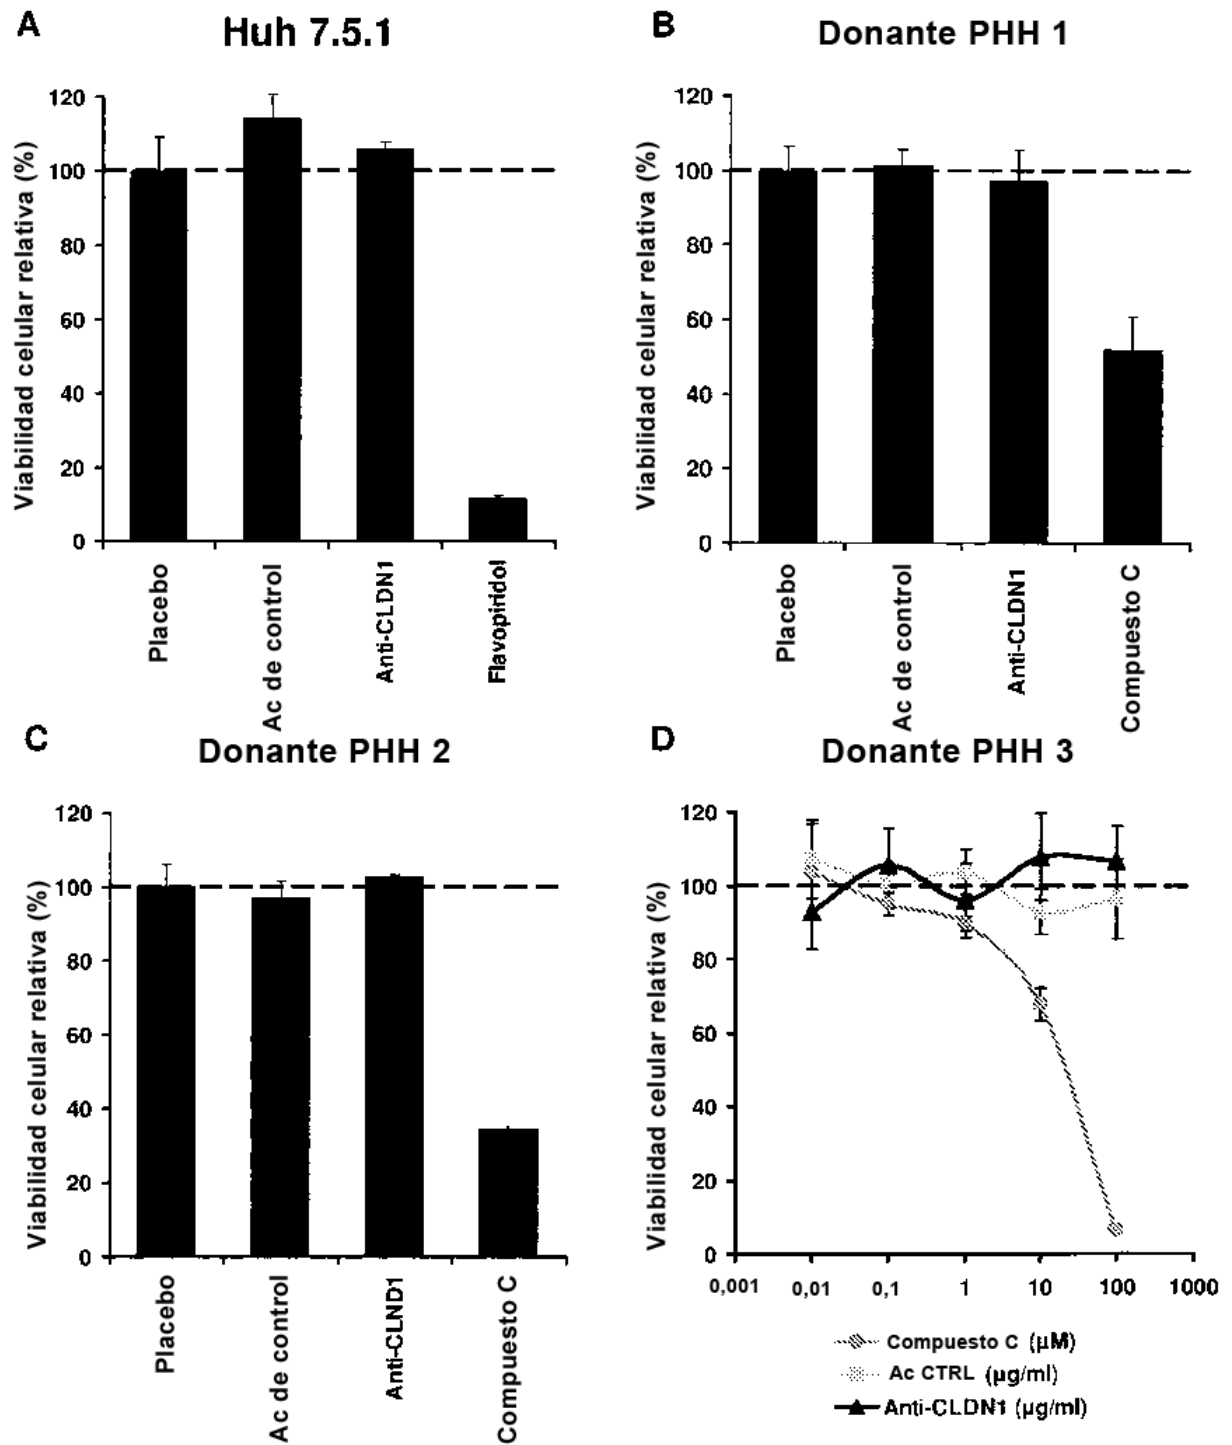 A
Huh 7.5.1
Viabilidad celular relativa (%)
120
100
80
60
40
20
0
Placebo
Ac de control
Anti-CLDN1
Flavopiridol
B
Donante PHH 1
Viabilidad celular relativa (%)
120
100
80
60
40
20
0
Placebo
Ac de control
Anti-CLDN1
Compuesto C
C
Donante PHH 2
Viabilidad celular relativa (%)
120
100
80
60
40
20
0
Placebo
Ac de control
Anti-CLND1
Compuesto C
D
Donante PHH 3
Viabilidad celular relativa (%)
120
100
80
60
40
20
0
0,001 0,01 0,1 1 10 100 1000
Compuesto C (µM)
Ac CTRL (µg/ml)
Anti-CLDN1 (µg/ml)